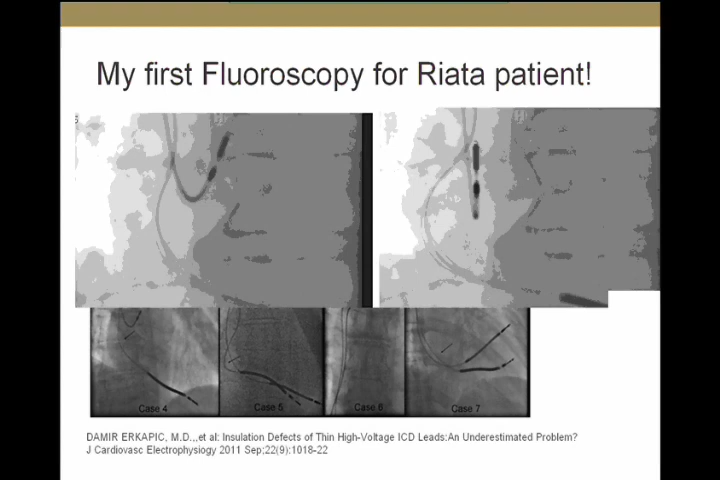 My first Fluoroscopy for Riata patient!
Case 4
Case 5
Case 6
Case 7
DAMIR ERKAPIC, M.D.,,et al: Insulation Defects of Thin High-Voltage ICD Leads:An Underestimated Problem?
J Cardiovasc Electrophysiogy 2011 Sep;22(9):1018-22